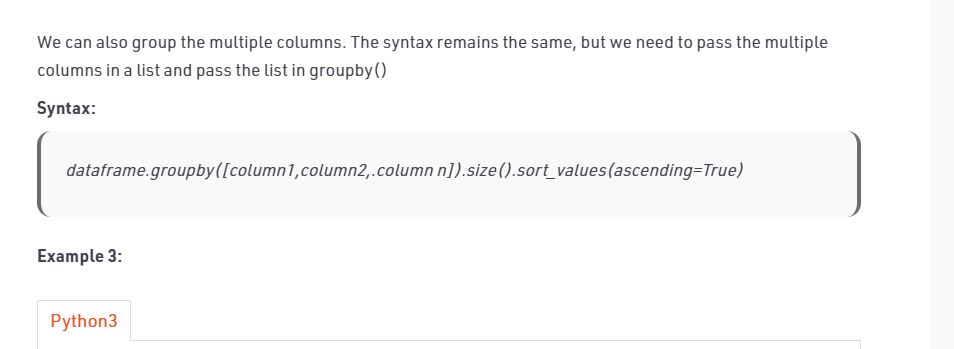 We can also group the multiple columns. The syntax remains the same, but we need to pass the multiple
columns in a list and pass the list in groupby()
Syntax:
dataframe.groupby([column1,column2,.column n]).size().sort_values(ascending=True)
Example 3:
Python3